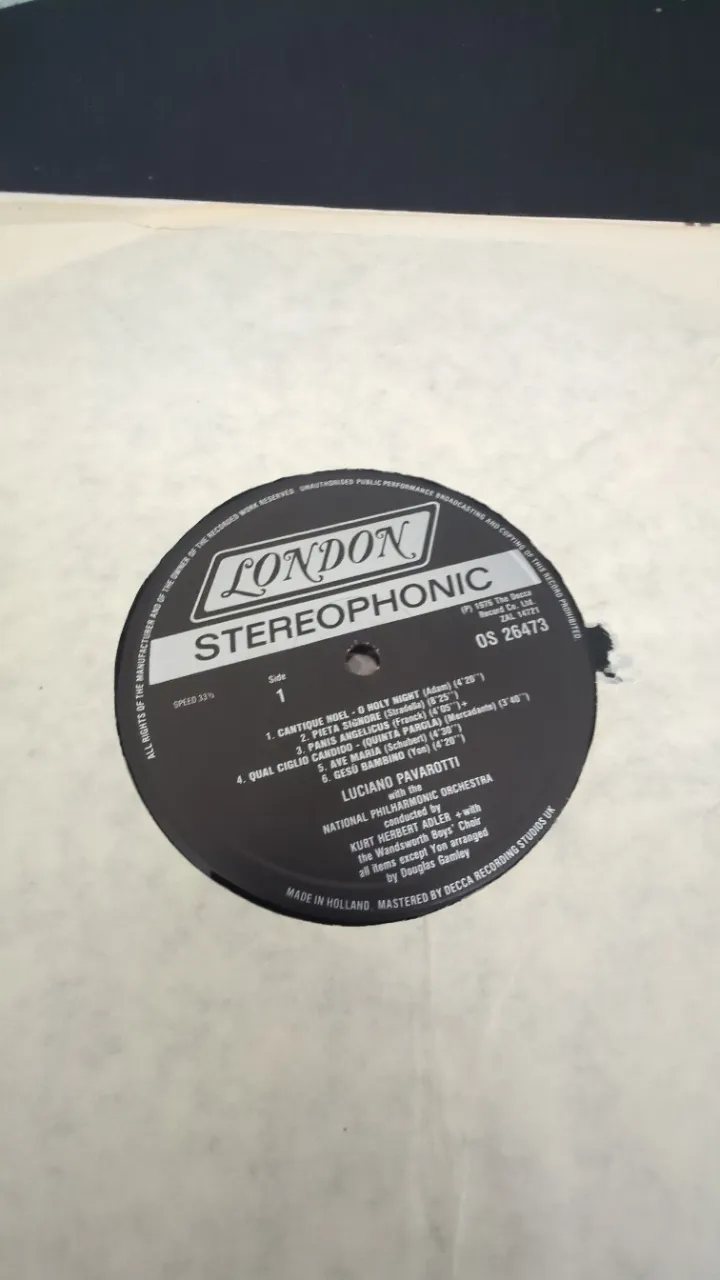 ALL RIGHTS OF THE MANUFACTURER AND OF THE OWNER OF THE RECORDED WORK RESERVED. UNAUTHORISED PUBLIC PERFORMANCE BROADCASTING AND COPYING OF THIS RECORD PROHIBITED.
LONDON
STEREOPHONIC
(P) 1976 The Decca
Record Co. Ltd.
ZAL 14721
OS 26473
SPEED 33⅓
Side
1
1. CANTIQUE NOEL - O HOLY NIGHT (Adam) (4'20")
2. PIETA SIGNORE (Stradella) (8'25")
3. PANIS ANGELICUS (Franck) (4'05")+
4. QUAL CIGLIO CANDIDO - (QUINTA PAROLA) (Mercadante) (3'40")
5. AVE MARIA (Schubert) (4'30")
6. GESÙ BAMBINO (Yon) (4'20")
LUCIANO PAVAROTTI
with the
NATIONAL PHILHARMONIC ORCHESTRA
conducted by
KURT HERBERT ADLER +with
the Wandsworth Boys' Choir
all items except Yon arranged
by Douglas Gamley
MADE IN HOLLAND. MASTERED BY DECCA RECORDING STUDIOS UK